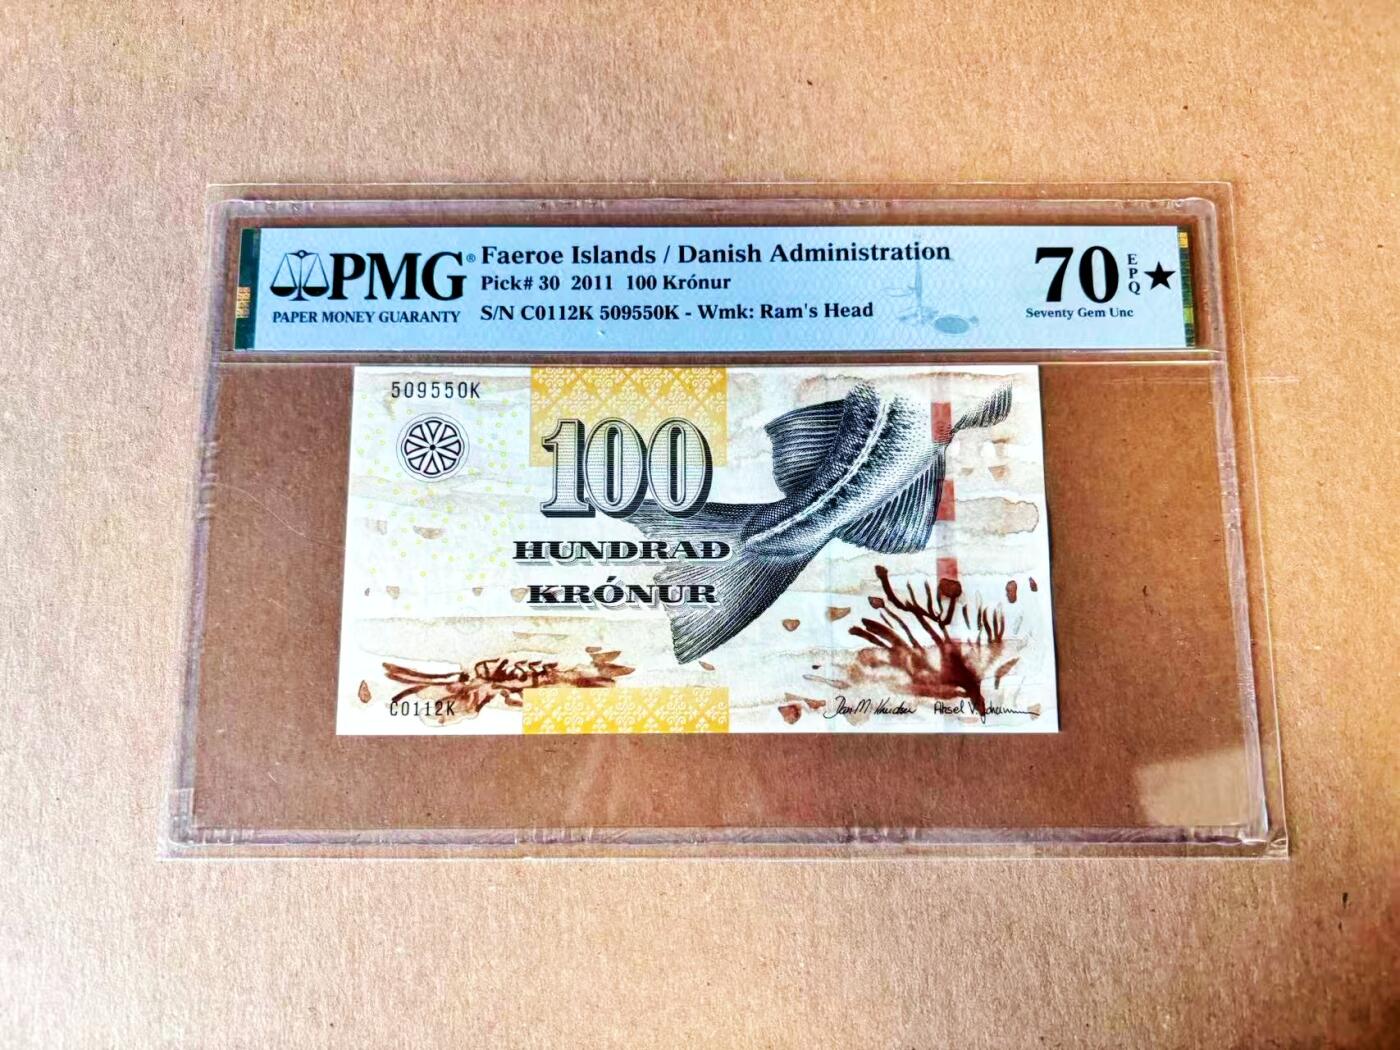 PMG®
PAPER MONEY GUARANTY
Faeroe Islands / Danish Administration
Pick# 30 2011 100 Krónur
S/N C0112K 509550K - Wmk: Ram's Head
70 EPQ ★
Seventy Gem Unc
509550K
100
HUNDRAÐ
KRÓNUR
C0112K